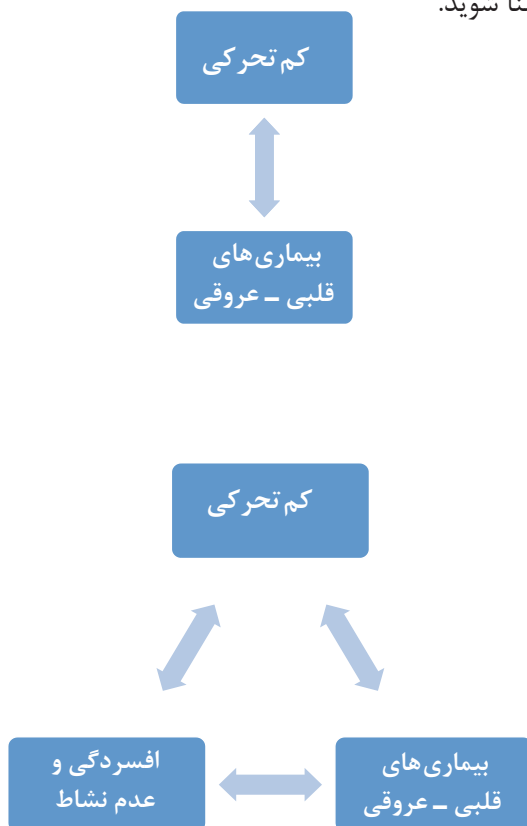 شوید.
کم تحرکی
بیماری‌های
قلبی ـ عروقی
کم تحرکی
بیماری‌های
قلبی ـ عروقی
افسردگی و
عدم نشاط